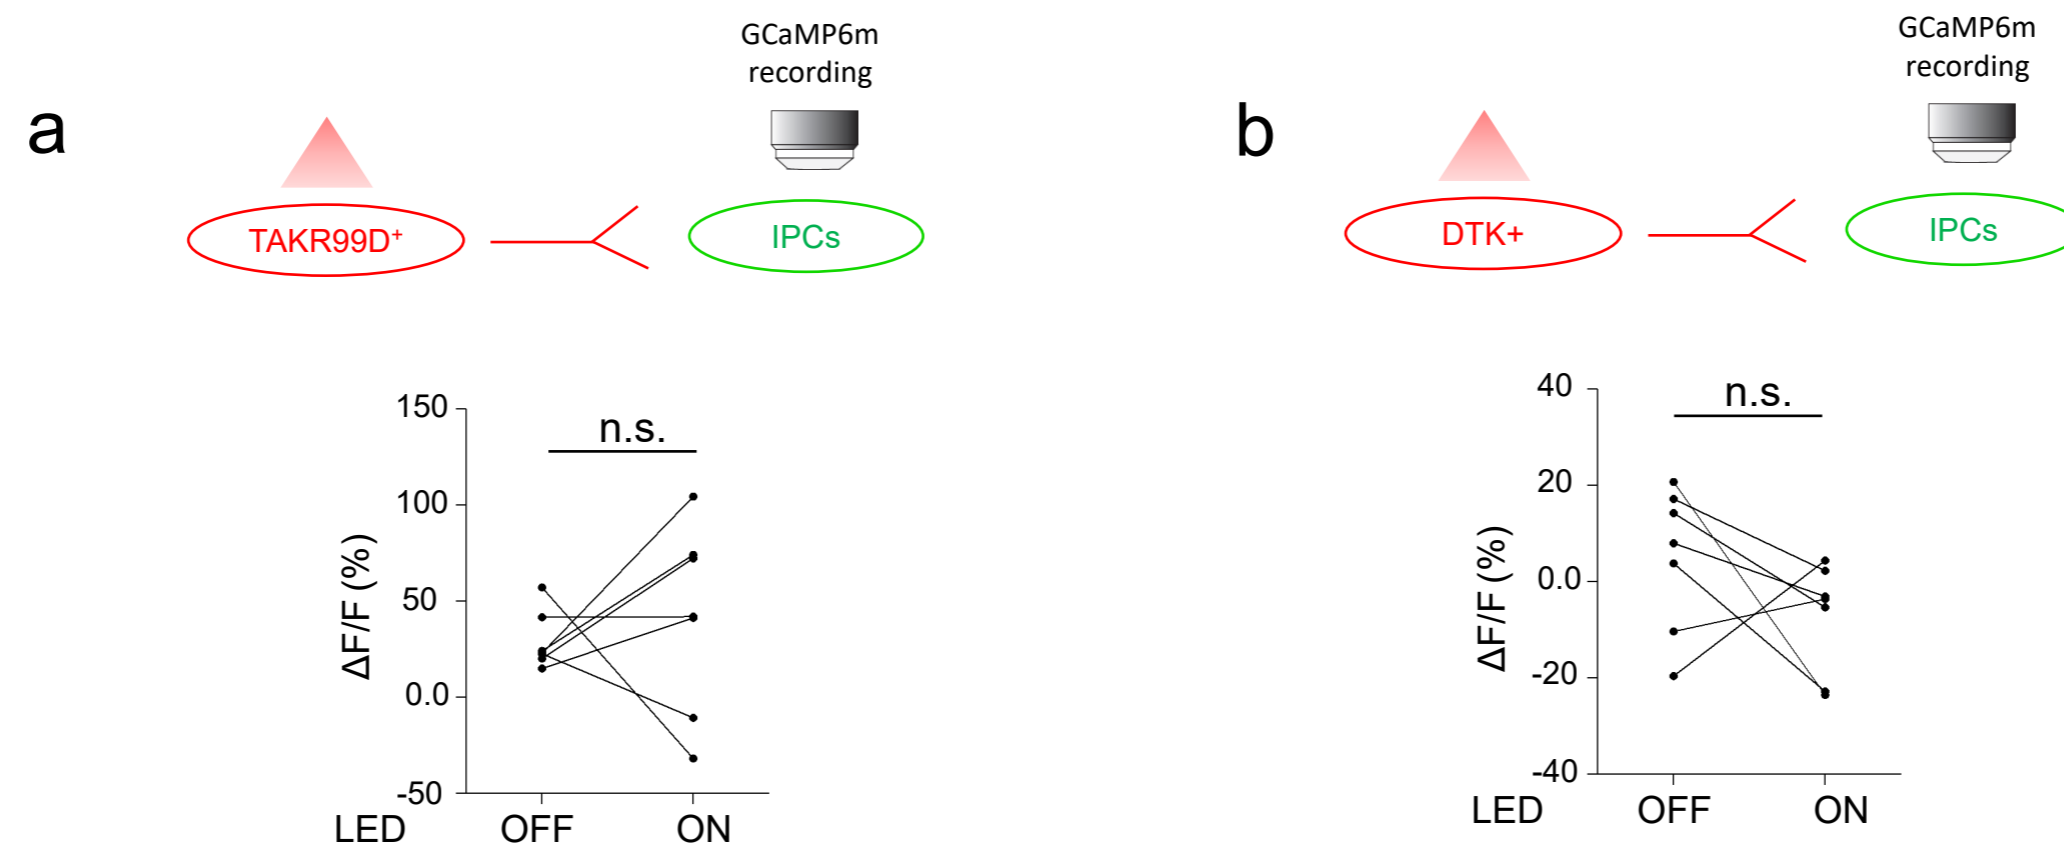 a
GCaMP6m
recording
TAKR99D⁺
IPCs
150
100
50
0.0
-50
ΔF/F (%)
n.s.
LED
OFF
ON
b
GCaMP6m
recording
DTK+
IPCs
40
20
0.0
-20
-40
ΔF/F (%)
n.s.
LED
OFF
ON